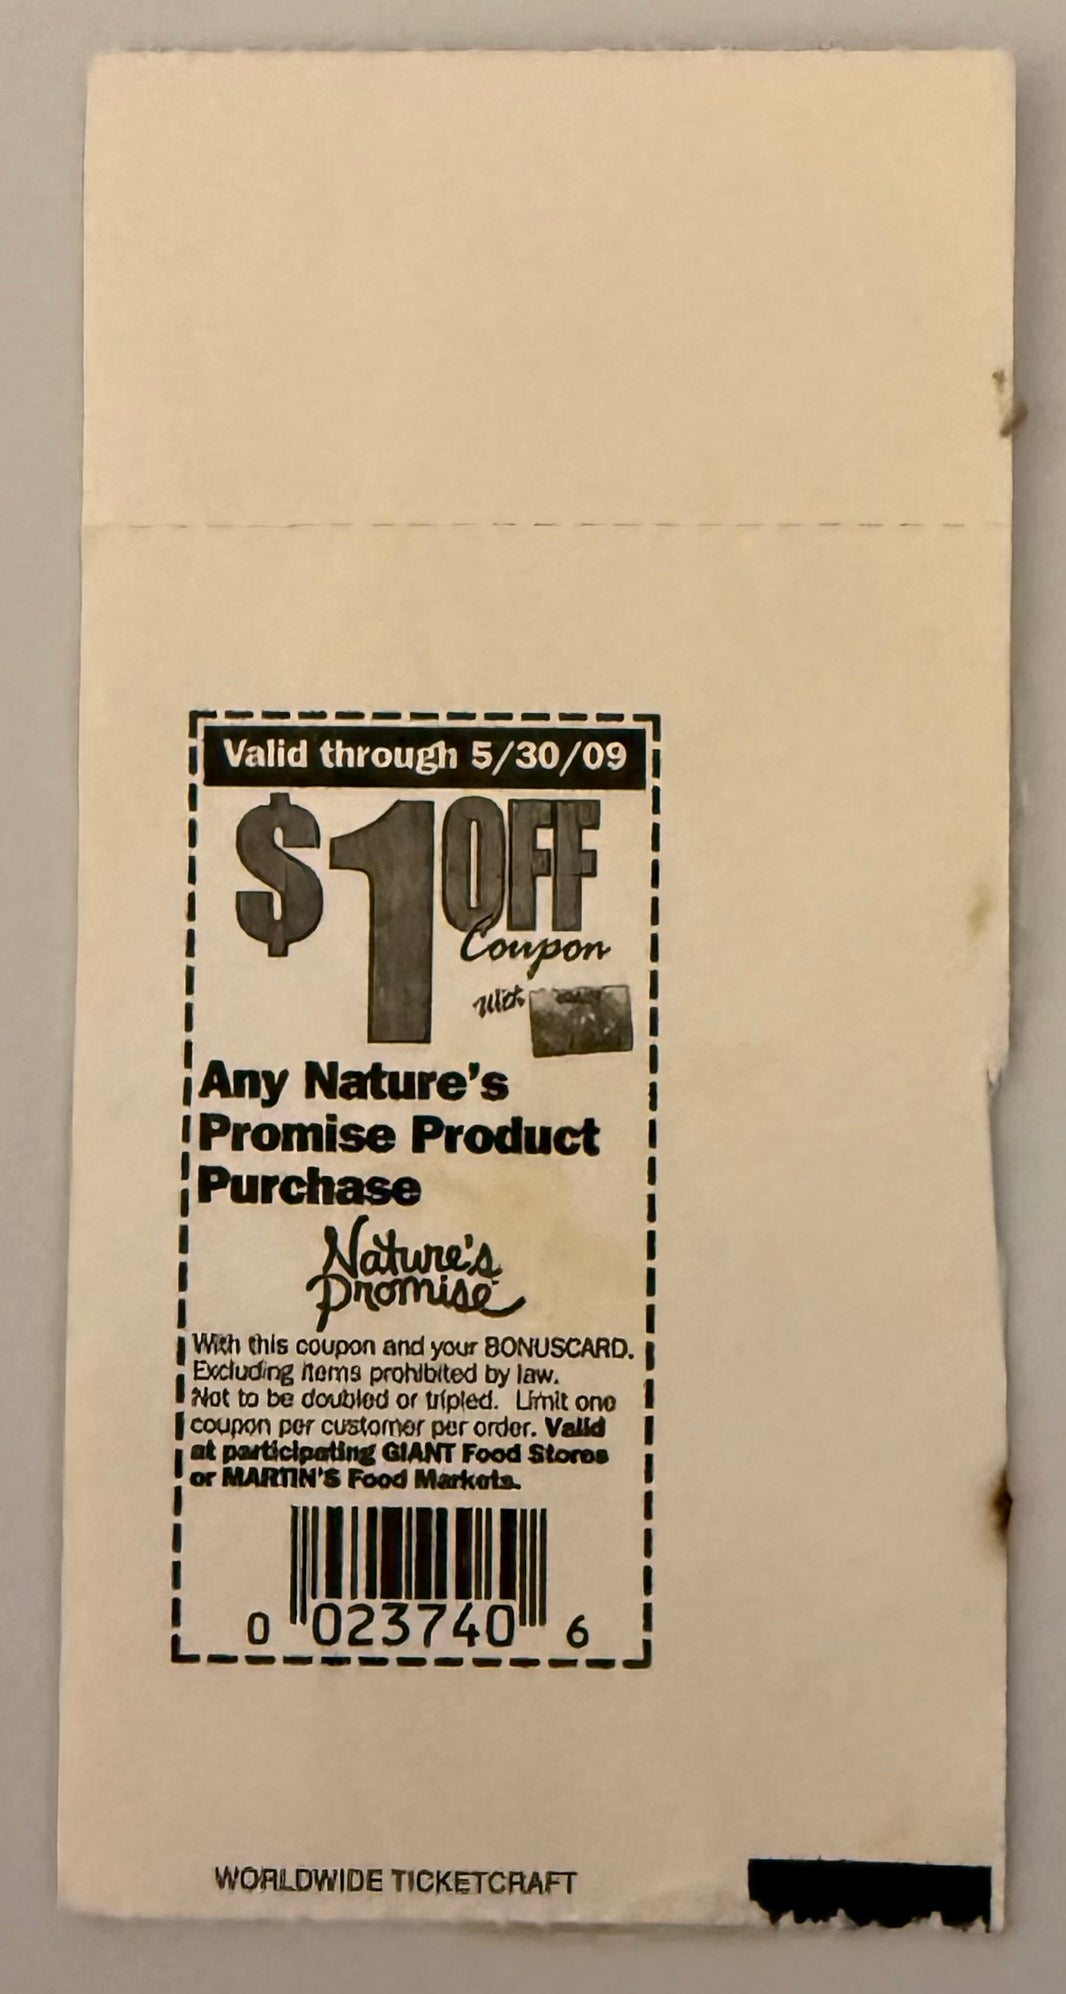 Valid through 5/30/09
$1 OFF
Coupon
With
Any Nature's
Promise Product
Purchase
Nature's
Promise
With this coupon and your BONUSCARD.
Excluding items prohibited by law.
Not to be doubled or tripled. Limit one
coupon per customer per order. Valid
at participating GIANT Food Stores
or MARTIN'S Food Markets.
0 023740 6
WORLDWIDE TICKETCRAFT